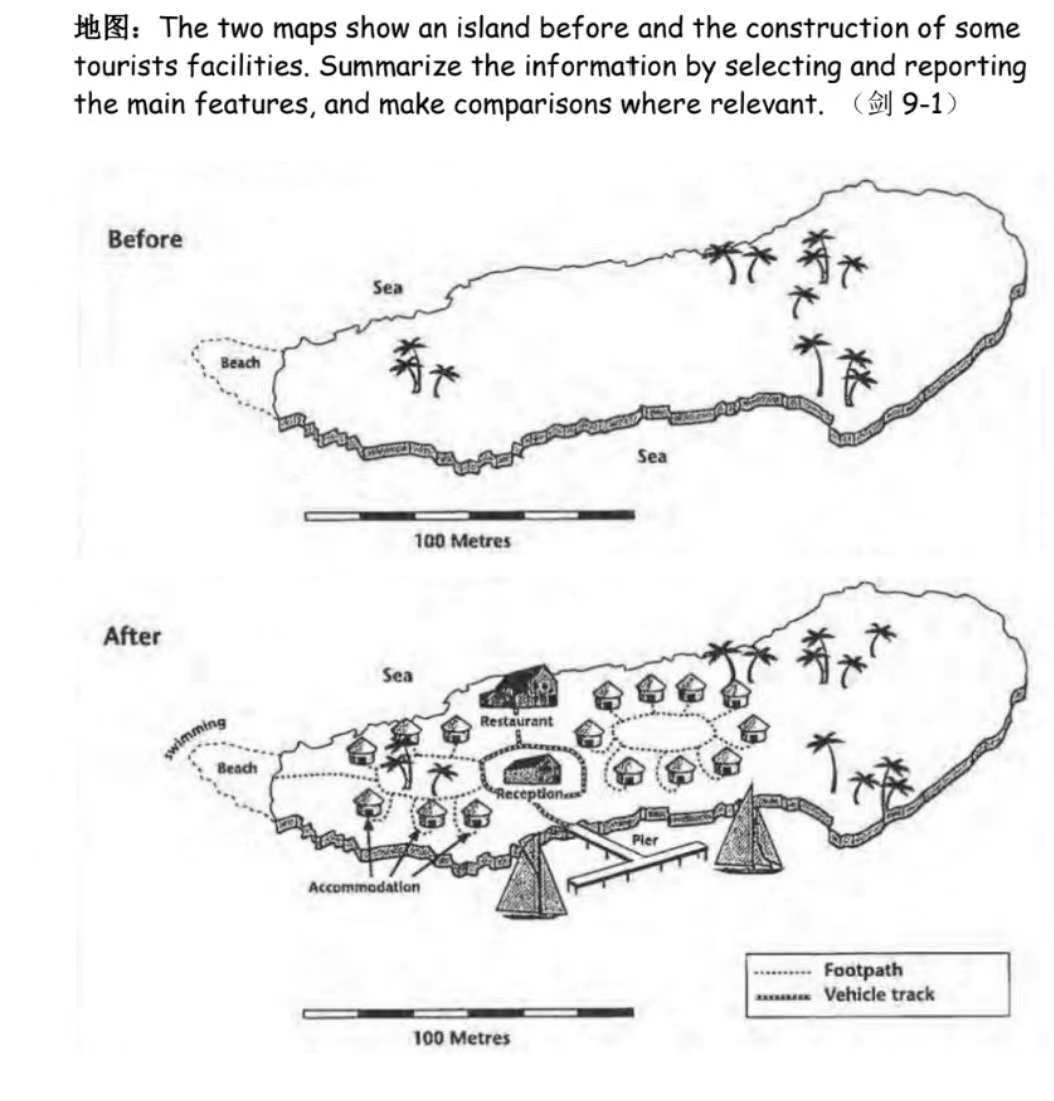 地图：The two maps show an island before and the construction of some
tourists facilities. Summarize the information by selecting and reporting
the main features, and make comparisons where relevant. （剑 9-1）
Before
Sea
Beach
Sea
100 Metres
After
Sea
swimming
Restaurant
Beach
Reception
Pier
Accommodation
Footpath
Vehicle track
100 Metres